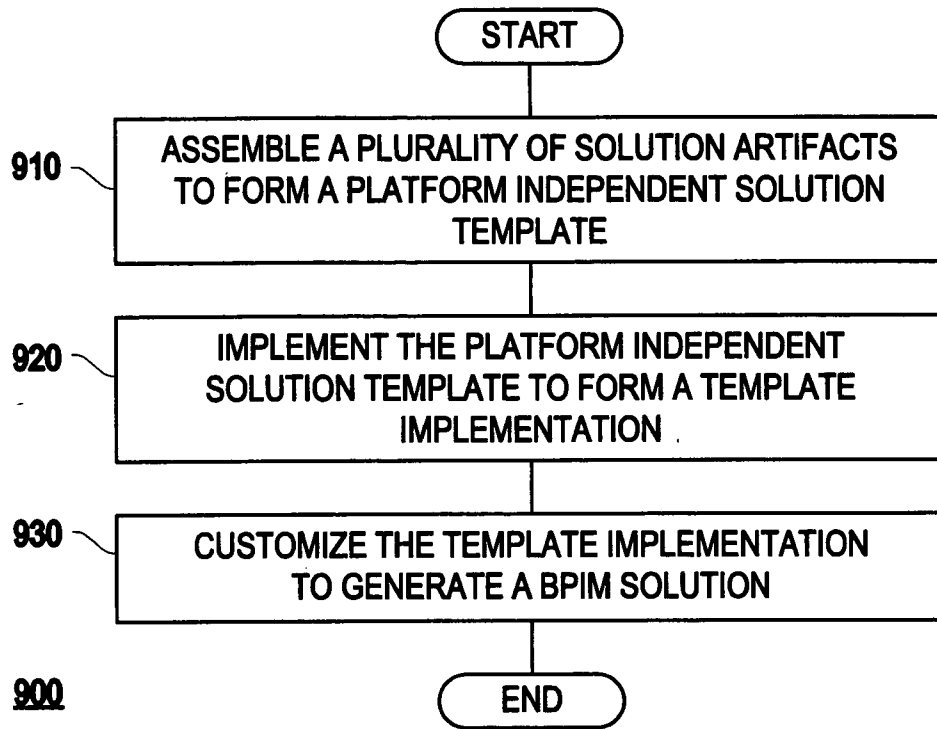 START
910
ASSEMBLE A PLURALITY OF SOLUTION ARTIFACTS
TO FORM A PLATFORM INDEPENDENT SOLUTION
TEMPLATE
920
IMPLEMENT THE PLATFORM INDEPENDENT
SOLUTION TEMPLATE TO FORM A TEMPLATE
IMPLEMENTATION
930
CUSTOMIZE THE TEMPLATE IMPLEMENTATION
TO GENERATE A BPIM SOLUTION
900
END